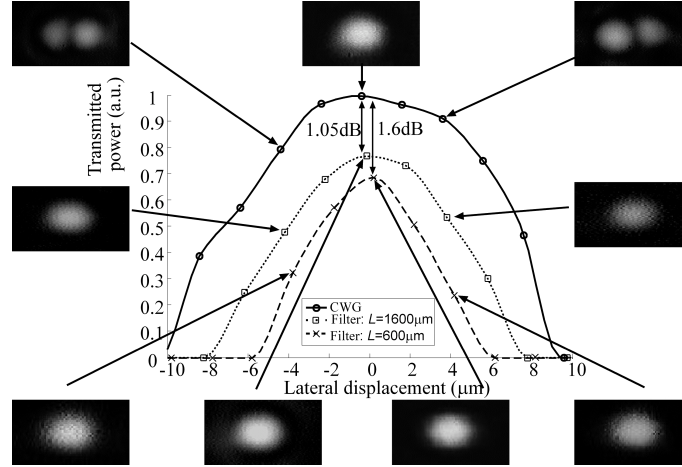 Transmitted
power (a.u.)
1
0.9
0.8
0.7
0.6
0.5
0.4
0.3
0.2
0.1
0
1.05dB
1.6dB
CWG
Filter: L=1600μm
Filter: L=600μm
-10 -8 -6 -4 -2 0 2 4 6 8 10
Lateral displacement (μm)